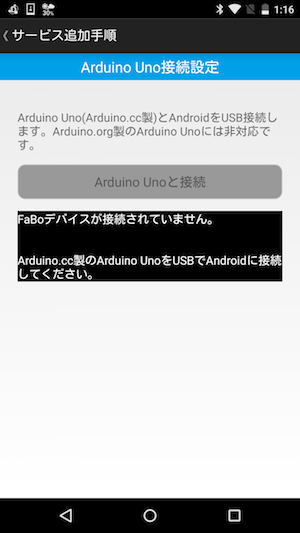 30%
1:16
サービス追加手順
Arduino Uno接続設定
Arduino Uno(Arduino.cc製)とAndroidをUSB接続し
ます。Arduino.org製のArduino Unoには非対応で
す。
Arduino Unoと接続
FaBoデバイスが接続されていません。
Arduino.cc製のArduino UnoをUSBでAndroidに接続
してください。